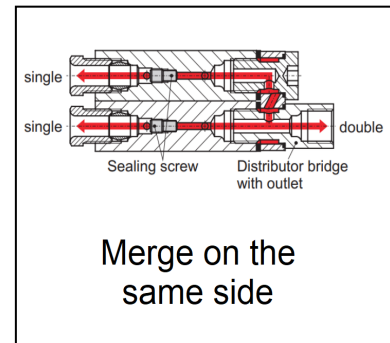 single
single
double
Sealing screw
Distributor bridge
with outlet
Merge on the
same side